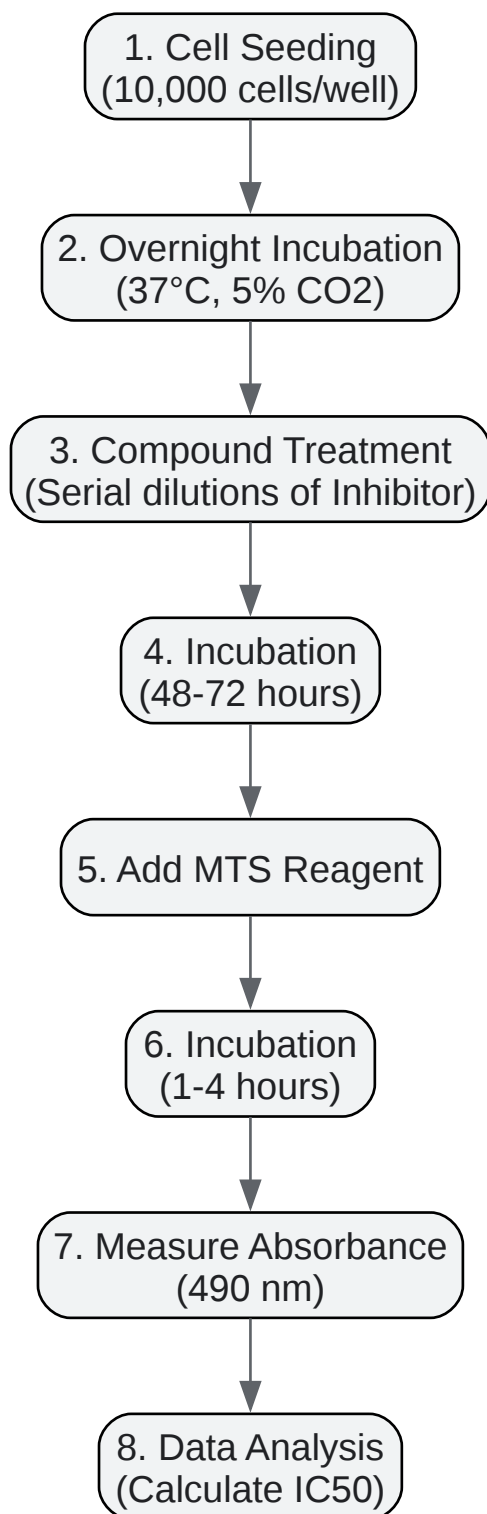 1. Cell Seeding
(10,000 cells/well)
2. Overnight Incubation
(37°C, 5% CO2)
3. Compound Treatment
(Serial dilutions of Inhibitor)
4. Incubation
(48-72 hours)
5. Add MTS Reagent
6. Incubation
(1-4 hours)
7. Measure Absorbance
(490 nm)
8. Data Analysis
(Calculate IC50)